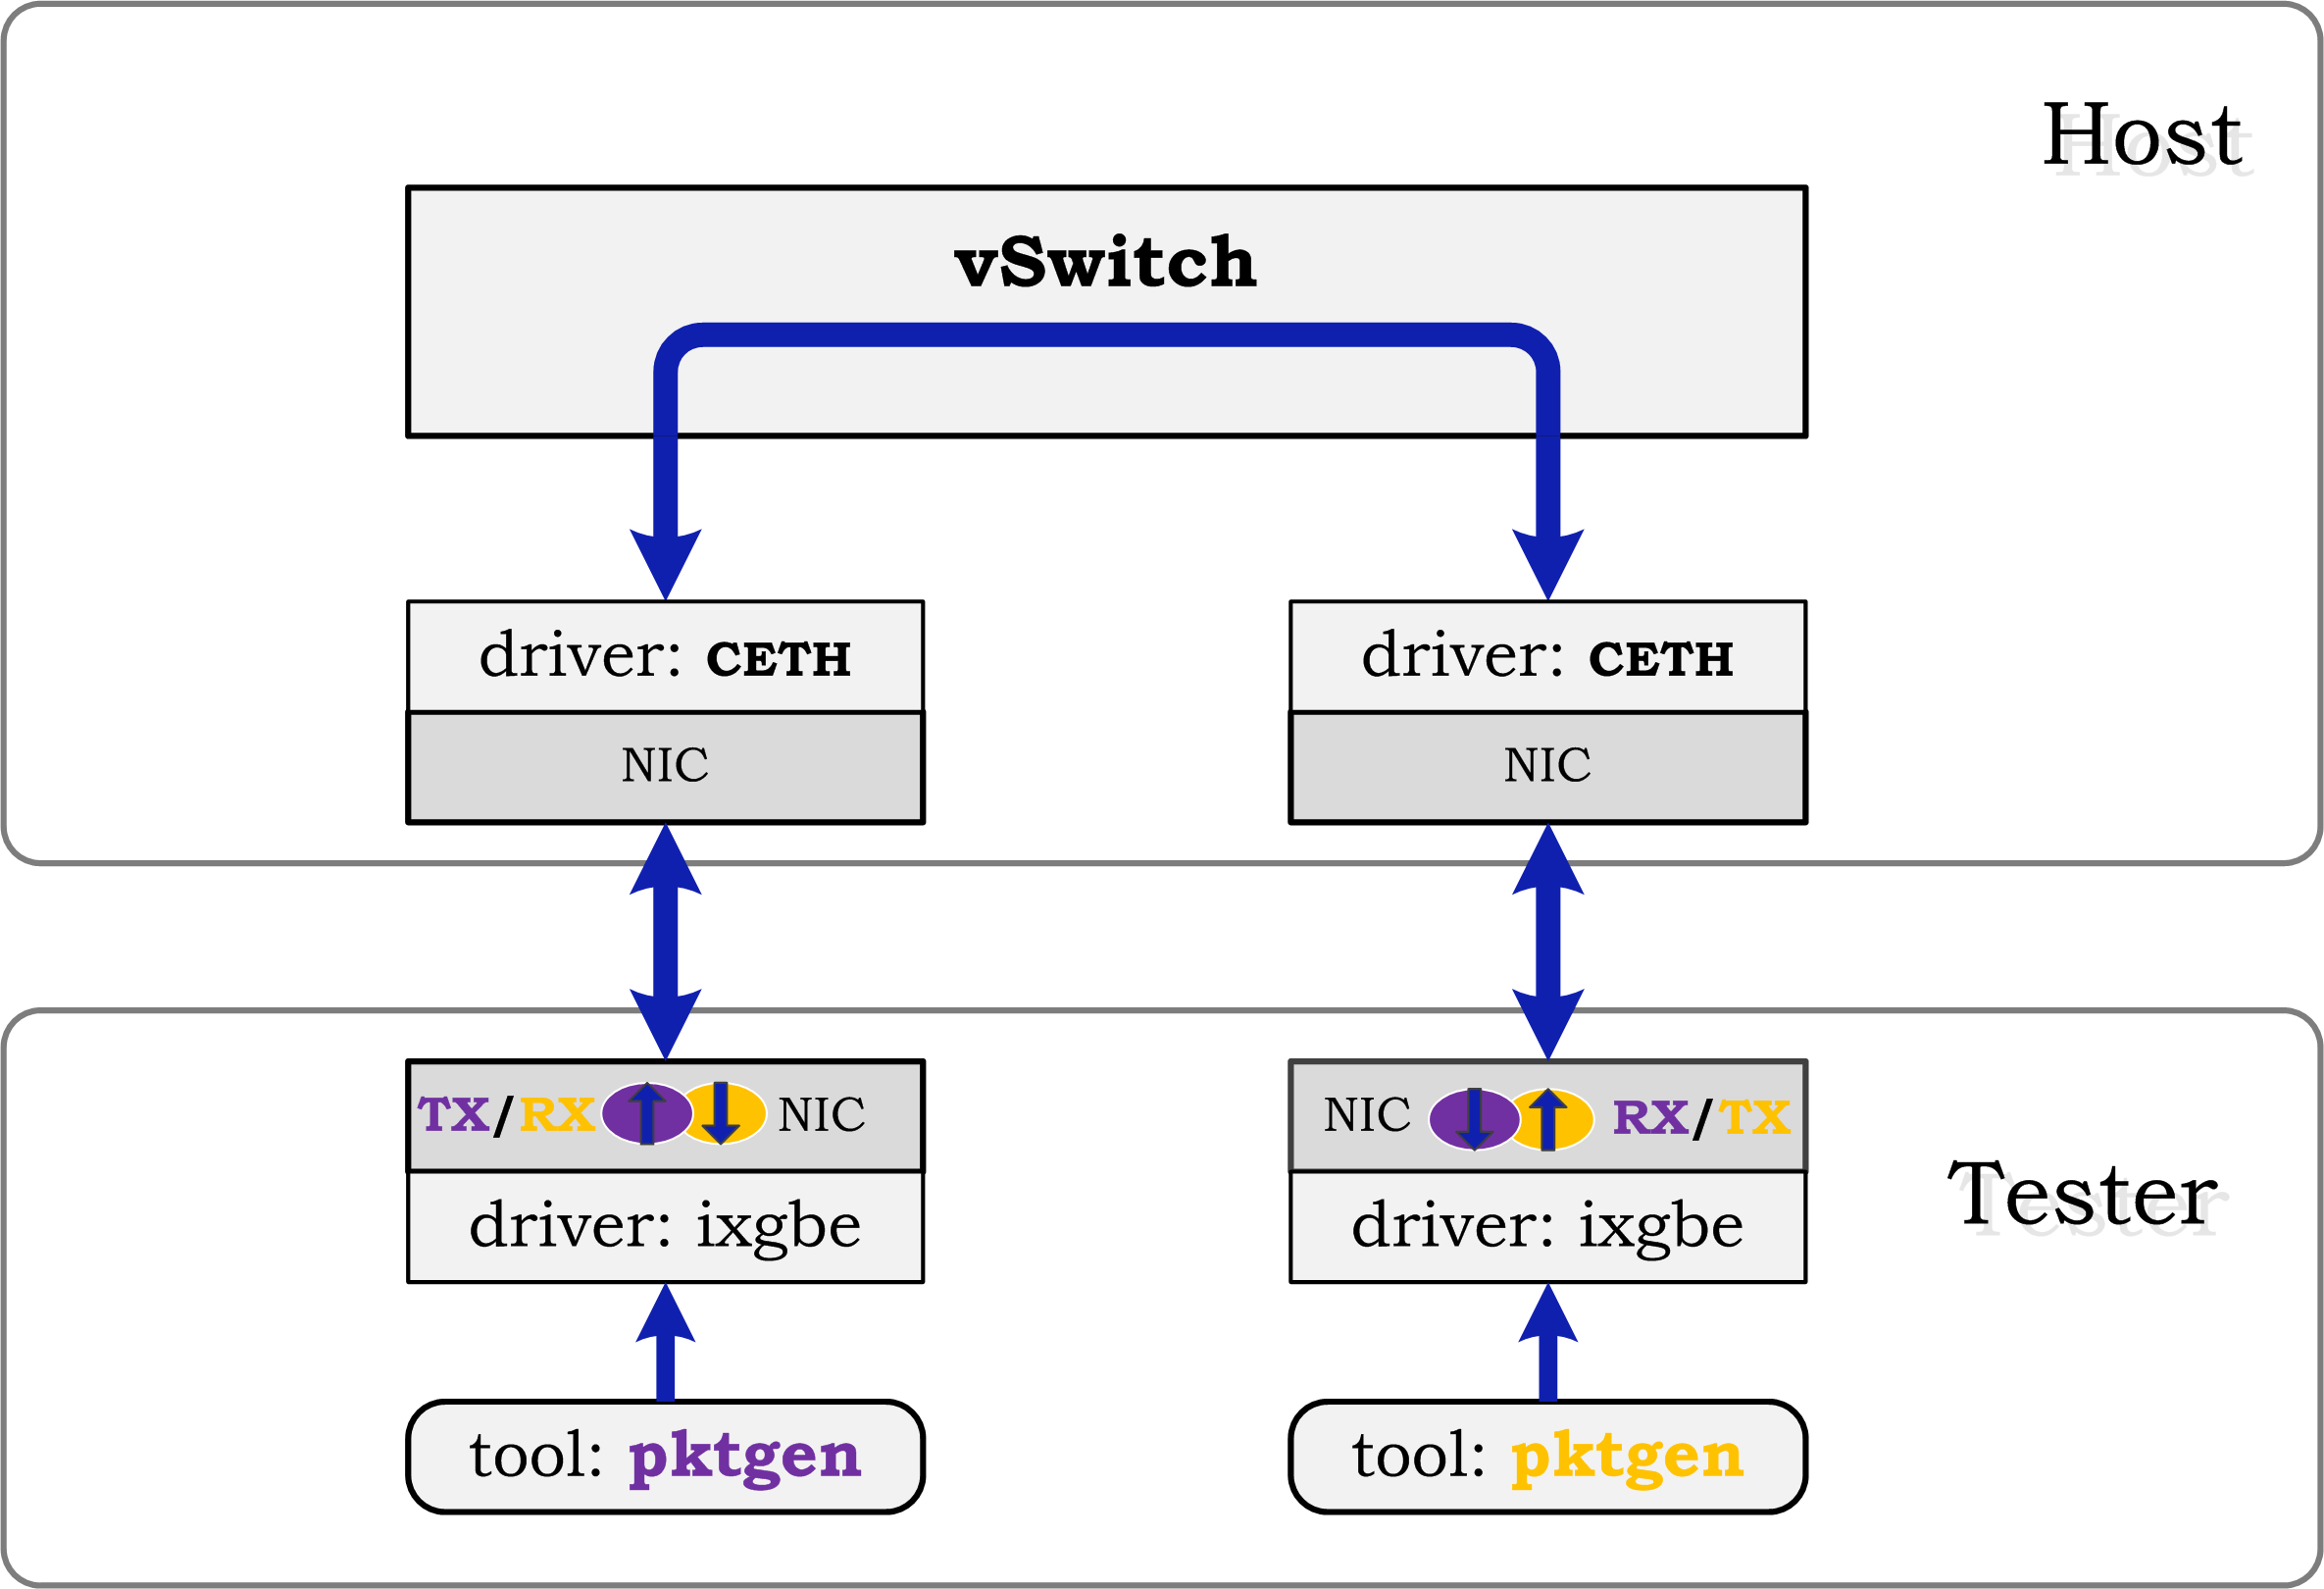 Host
vSwitch
driver: CETH
driver: CETH
NIC
NIC
TX/RX NIC
NIC RX/TX
Tester
driver: ixgbe
driver: ixgbe
tool: pktgen
tool: pktgen